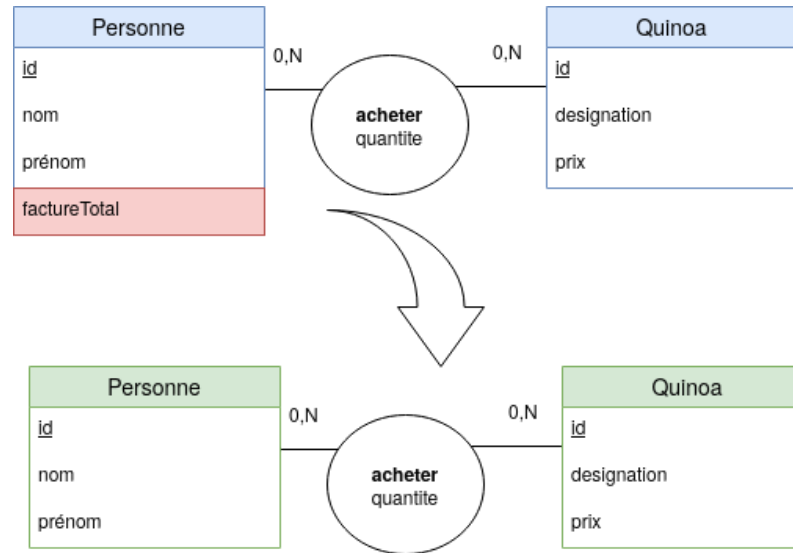 Personne
id
nom
prénom
factureTotal
0,N
acheter
quantite
0,N
Quinoa
id
designation
prix
Personne
id
nom
prénom
0,N
acheter
quantite
0,N
Quinoa
id
designation
prix